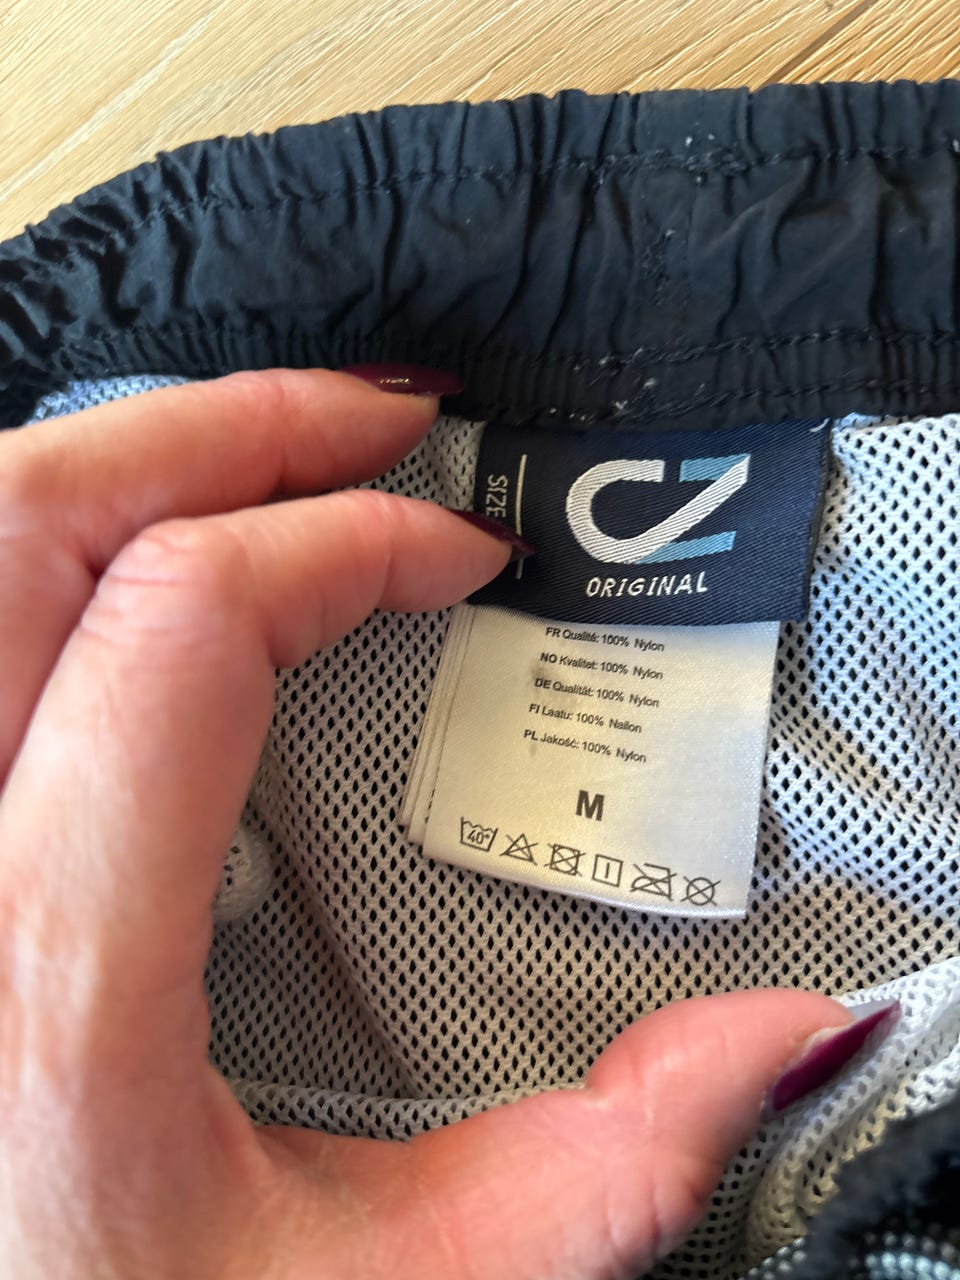 SIZE
CZ
ORIGINAL
FR Qualité: 100% Nylon
NO Kvalitet: 100% Nylon
DE Qualität: 100% Nylon
FI Laatu: 100% Nailon
PL Jakość: 100% Nylon
M
40°